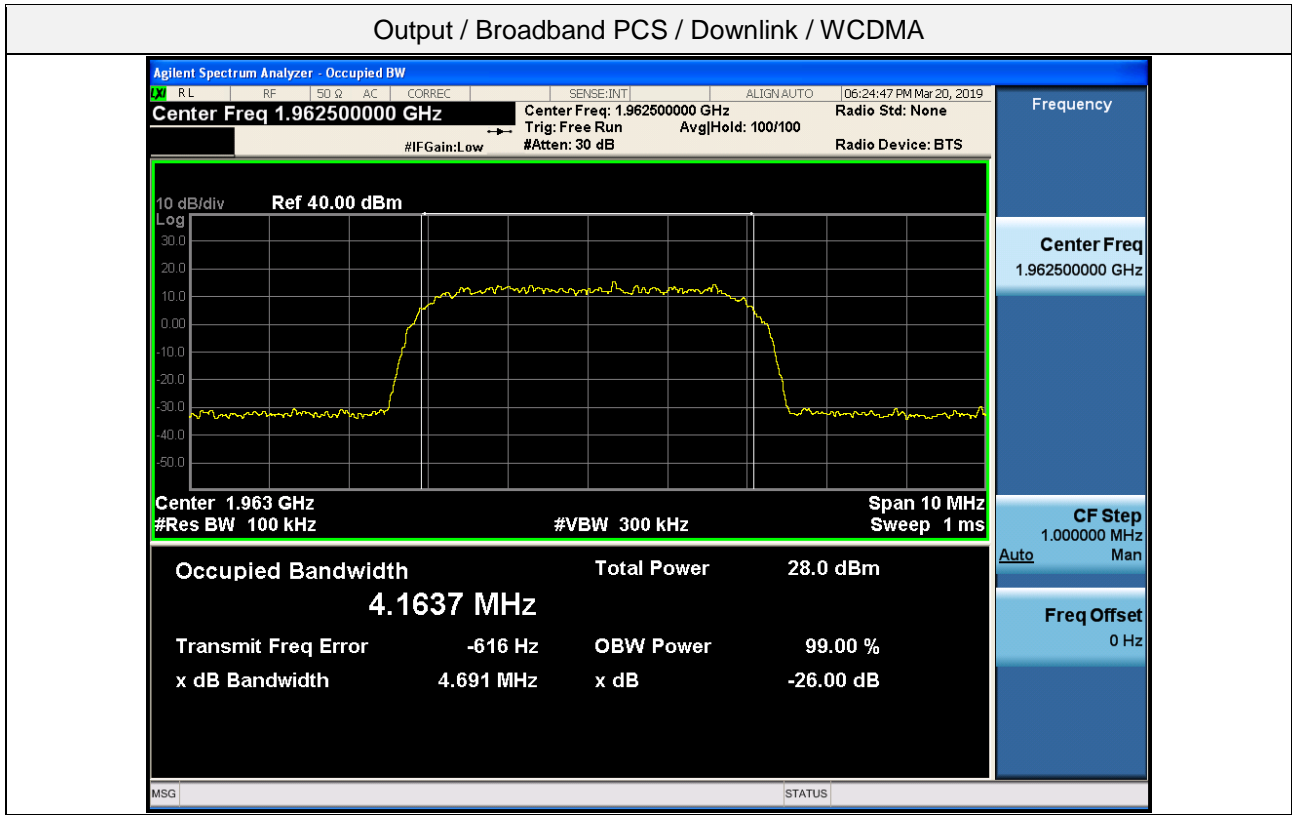 Output / Broadband PCS / Downlink / WCDMA
Agilent Spectrum Analyzer - Occupied BW
LXI RL RF 50 Ω AC CORREC SENSE:INT ALIGN AUTO 06:24:47 PM Mar 20, 2019
Center Freq 1.962500000 GHz
Center Freq: 1.962500000 GHz
Radio Std: None
Trig: Free Run Avg|Hold: 100/100
#IFGain:Low
#Atten: 30 dB
Radio Device: BTS
Frequency
10 dB/div Ref 40.00 dBm
Log
30.0
20.0
10.0
0.00
-10.0
-20.0
-30.0
-40.0
-50.0
Center 1.963 GHz Span 10 MHz
#Res BW 100 kHz #VBW 300 kHz Sweep 1 ms
Center Freq
1.962500000 GHz
CF Step
1.000000 MHz
Auto Man
Freq Offset
0 Hz
Occupied Bandwidth Total Power 28.0 dBm
4.1637 MHz
Transmit Freq Error -616 Hz OBW Power 99.00 %
x dB Bandwidth 4.691 MHz x dB -26.00 dB
MSG STATUS